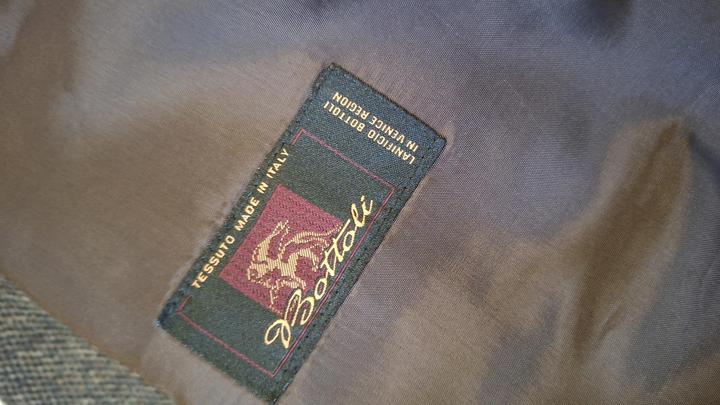 TESSUTO MADE IN ITALY
Bottoli
LANIFICIO BOTTOLI
IN VENICE REGION